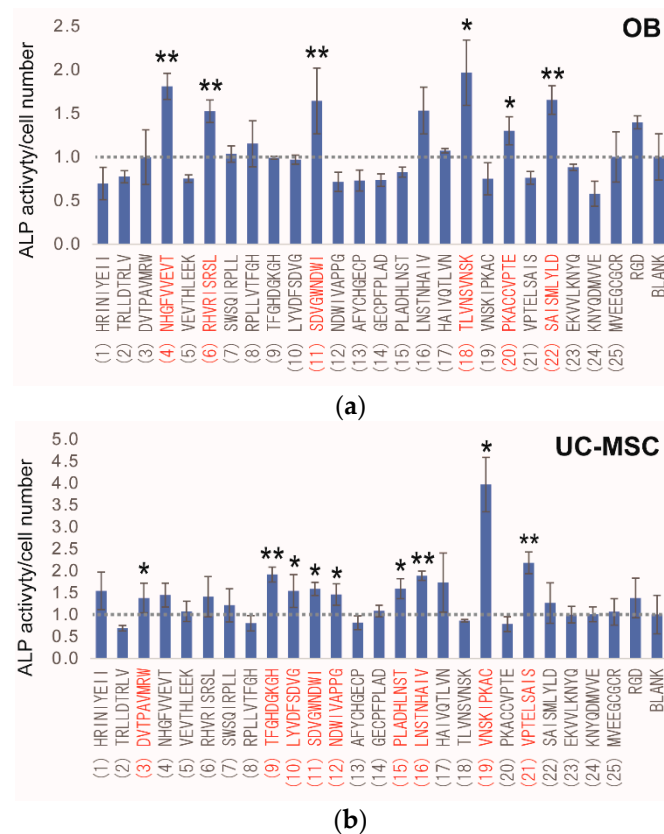 OB
ALP activyty/cell number
2.5
2.0
1.5
1.0
0.5
0.0
** ** ** * * **
(1) HRINIYEII
(2) TRLLDTRLV
(3) DVTPAVMRW
(4) NHGFVVEVT
(5) VEVTHLEEK
(6) RHVRISRSL
(7) SWSQIRPLL
(8) RPLLVTFGH
(9) TFGHDGKGH
(10) LYVDFSDVG
(11) SDVGWNDWI
(12) NDWIVAPPG
(13) AFYCHGECP
(14) GECPFPLAD
(15) PLADHLNST
(16) LNSTNHAIV
(17) HAIVQTLVN
(18) TLVNSVNSK
(19) VNSKIPKAC
(20) PKACCVPTE
(21) VPTELSAIS
(22) SAISMLYLD
(23) EKVVLKNYQ
(24) KNYQDMVVE
(25) MVEEGCGCR
RGD
BLANK
(a)
UC-MSC
ALP activyty/cell number
5.0
4.5
4.0
3.5
3.0
2.5
2.0
1.5
1.0
0.5
0.0
* ** * * * * ** * **
(1) HRINIYEII
(2) TRLLDTRLV
(3) DVTPAVMRW
(4) NHGFVVEVT
(5) VEVTHLEEK
(6) RHVRISRSL
(7) SWSQIRPLL
(8) RPLLVTFGH
(9) TFGHDGKGH
(10) LYVDFSDVG
(11) SDVGWNDWI
(12) NDWIVAPPG
(13) AFYCHGECP
(14) GECPFPLAD
(15) PLADHLNST
(16) LNSTNHAIV
(17) HAIVQTLVN
(18) TLVNSVNSK
(19) VNSKIPKAC
(20) PKACCVPTE
(21) VPTELSAIS
(22) SAISMLYLD
(23) EKVVLKNYQ
(24) KNYQDMVVE
(25) MVEEGCGCR
RGD
BLANK
(b)